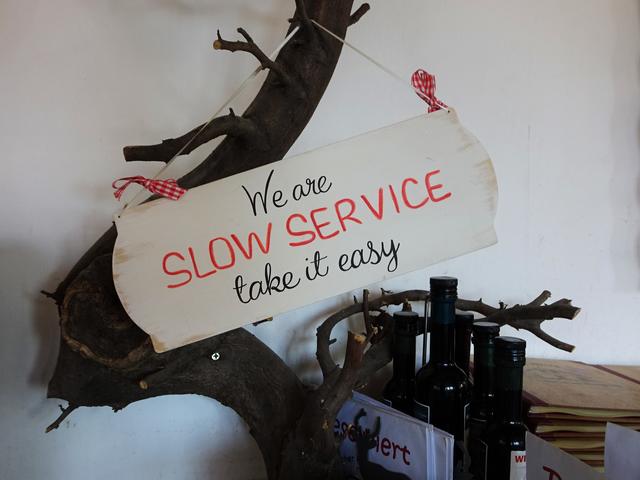 We are
SLOW SERVICE
take it easy